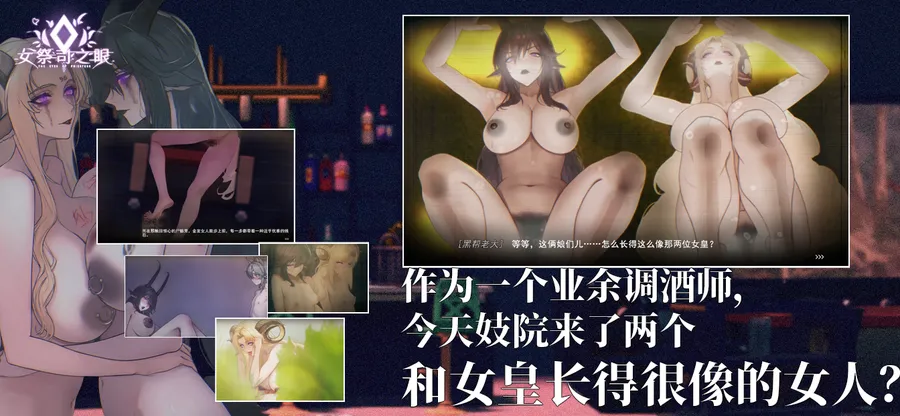 女祭司之眼
[黑帮老大] 等等，这俩娘们儿……怎么长得这么像那两位女皇？
>>>
作为一个业余调酒师，
今天妓院来了两个
和女皇长得很像的女人？